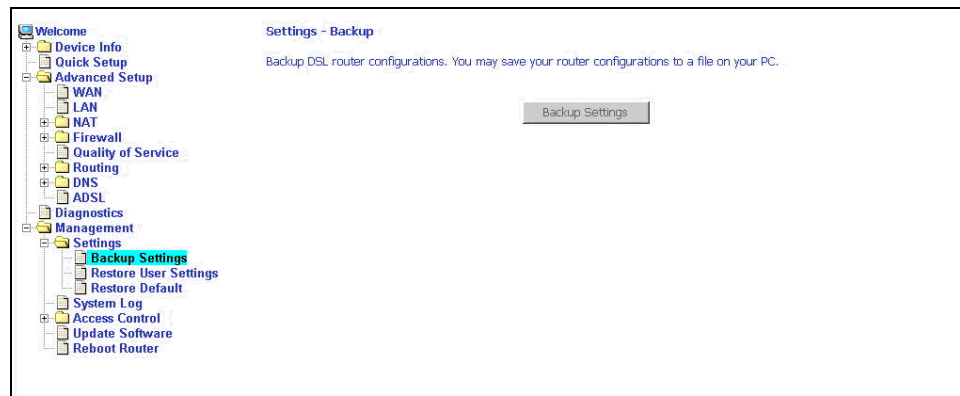 Welcome
Device Info
Quick Setup
Advanced Setup
WAN
LAN
NAT
Firewall
Quality of Service
Routing
DNS
ADSL
Diagnostics
Management
Settings
Backup Settings
Restore User Settings
Restore Default
System Log
Access Control
Update Software
Reboot Router
Settings - Backup
Backup DSL router configurations. You may save your router configurations to a file on your PC.
Backup Settings